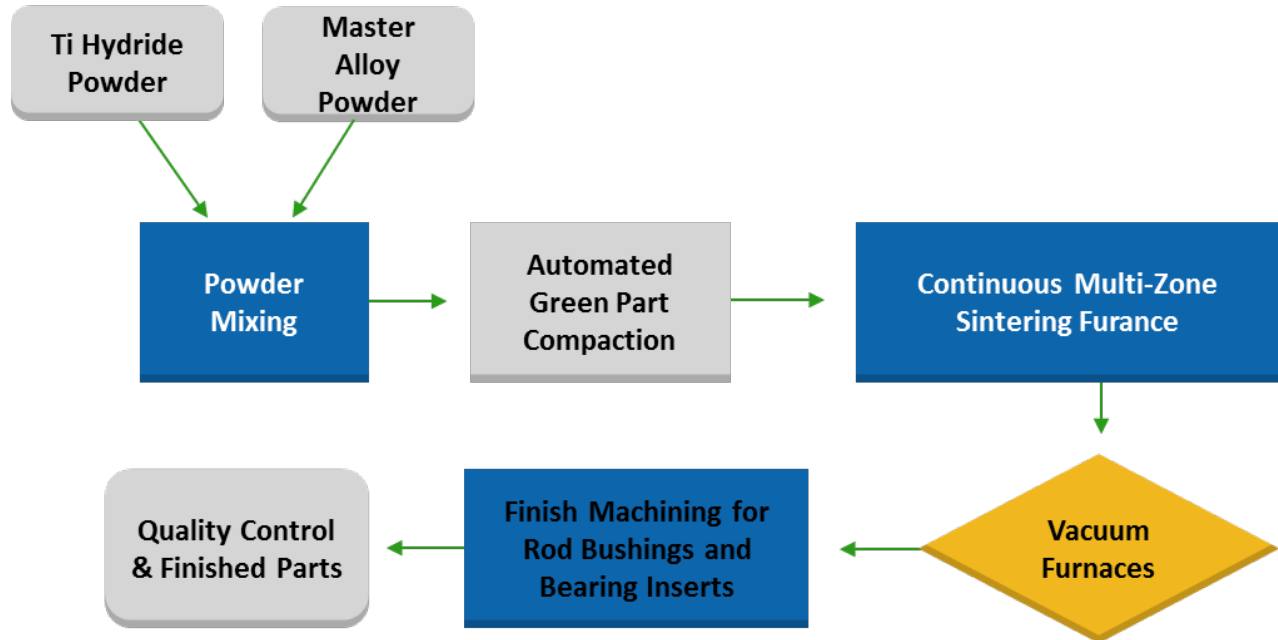 Ti Hydride
Powder
Master
Alloy
Powder
Powder
Mixing
Automated
Green Part
Compaction
Continuous Multi-Zone
Sintering Furance
Vacuum
Furnaces
Finish Machining for
Rod Bushings and
Bearing Inserts
Quality Control
& Finished Parts